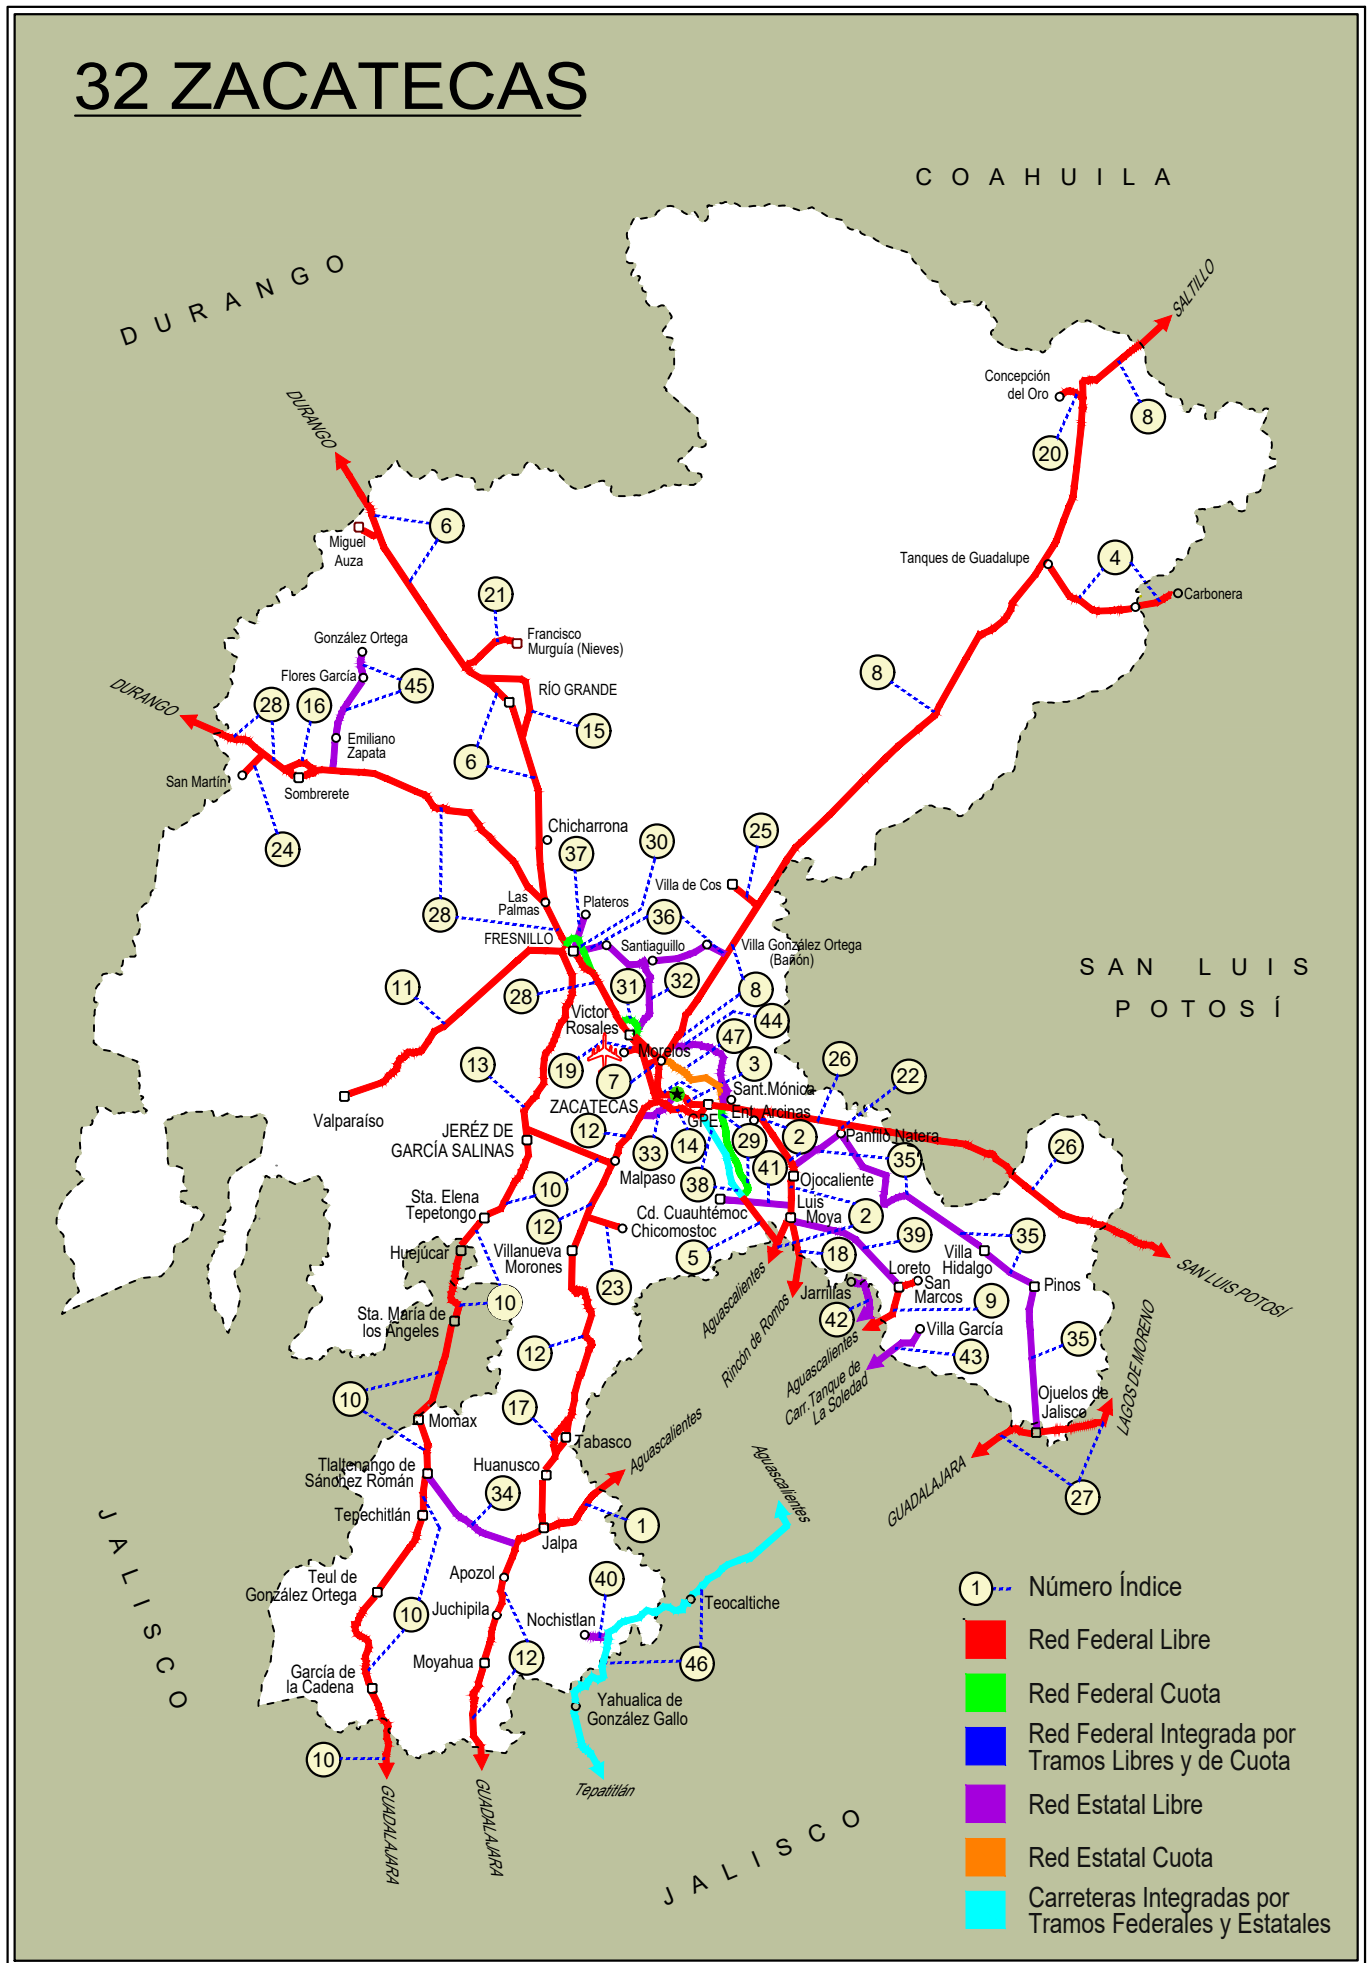 32 ZACATECAS
COAHUILA
DURANGO
SALTILLO
Concepción
del Oro
8
20
DURANGO
6
Miguel
Auza
Tanques de Guadalupe
4
Carbonera
21
Francisco
Murguía (Nieves)
González Ortega
Flores García
45
8
DURANGO
28
16
RÍO GRANDE
15
Emiliano
Zapata
6
San Martín
Sombrerete
24
Chicharrona
37
30
25
Las
Palmas
Plateros
Villa de Cos
28
36
FRESNILLO
Santiaguillo
Villa González Ortega
(Bañón)
SAN LUIS
POTOSÍ
11
28
31
32
8
Victor
Rosales
44
47
19
Morelos
3
26
13
7
Sant.Mónica
22
Valparaíso
ZACATECAS
GPE.
Ent. Arcinas
JERÉZ DE
GARCÍA SALINAS
12
33
14
29
2
Panfilo Natera
26
35
41
Malpaso
38
Ojocaliente
10
Sta. Elena
Tepetongo
Cd. Cuauhtémoc
Luis
Moya
12
Chicomostoc
2
39
35
Huejúcar
Villanueva
Morones
5
18
Villa
Hidalgo
Loreto
San
Marcos
Pinos
SAN LUIS POTOSÍ
23
10
Jarrillas
9
Sta. María de
los Angeles
Aguascalientes
Rincón de Romos
42
Villa García
12
Aguascalientes
43
35
Carr. Tanque de
La Soledad
LAGOS DE MORENO
10
17
Ojuelos de
Jalisco
Momax
Tabasco
Aguascalientes
Aguascalientes
Tlaltenango de
Sánchez Román
Huanusco
GUADALAJARA
27
34
Tepechitlán
1
JALISCO
Jalpa
Apozol
Teul de
González Ortega
40
1
Número Índice
10
Juchipila
Nochistlan
Teocaltiche
Red Federal Libre
García de
la Cadena
Moyahua
12
46
Red Federal Cuota
Yahualica de
González Gallo
Red Federal Integrada por
Tramos Libres y de Cuota
10
GUADALAJARA
GUADALAJARA
Tepatitlán
Red Estatal Libre
JALISCO
Red Estatal Cuota
Carreteras Integradas por
Tramos Federales y Estatales